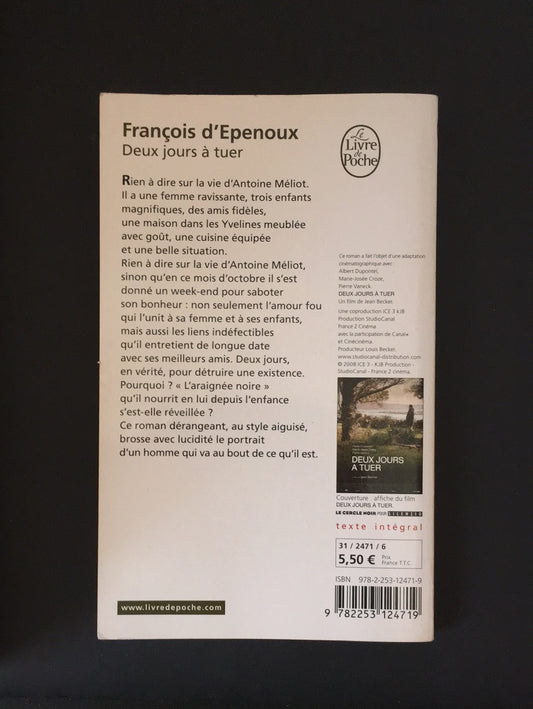 François d'Epenoux
Deux jours à tuer
Le
Livre
de
Poche
Rien à dire sur la vie d'Antoine Méliot.
Il a une femme ravissante, trois enfants
magnifiques, des amis fidèles,
une maison dans les Yvelines meublée
avec goût, une cuisine équipée
et une belle situation.
Rien à dire sur la vie d'Antoine Méliot,
sinon qu'en ce mois d'octobre il s'est
donné un week-end pour saboter
son bonheur : non seulement l'amour fou
qui l'unit à sa femme et à ses enfants,
mais aussi les liens indéfectibles
qu'il entretient de longue date
avec ses meilleurs amis. Deux jours,
en vérité, pour détruire une existence.
Pourquoi ? « L'araignée noire »
qu'il nourrit en lui depuis l'enfance
s'est-elle réveillée ?
Ce roman dérangeant, au style aiguisé,
brosse avec lucidité le portrait
d'un homme qui va au bout de ce qu'il est.
www.livredepoche.com
Ce roman a fait l'objet d'une adaptation
cinématographique avec :
Albert Dupontel,
Marie-Josée Croze,
Pierre Vaneck.
DEUX JOURS À TUER
Un film de Jean Becker.
Une coproduction ICE 3 KJB
Production StudioCanal
France 2 Cinéma
avec la participation de Canal+
et Cinécinéma.
Producteur Louis Becker.
www.studiocanal-distribution.com
© 2008 ICE 3 - KJB Production -
StudioCanal - France 2 cinéma.
DEUX JOURS
A TUER
Couverture : affiche du film
DEUX JOURS À TUER.
LE CERCLE NOIR POUR
texte intégral
31 / 2471 / 6
5,50 € Prix
France T.T.C
ISBN 978-2-253-12471-9
9 782253 124719